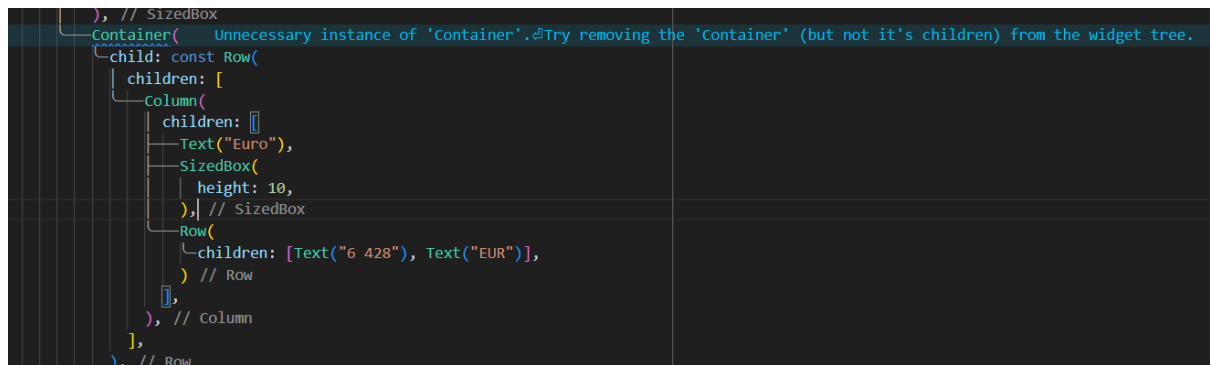 ), // SizedBox
Container(    Unnecessary instance of 'Container'.⏎Try removing the 'Container' (but not it's children) from the widget tree.
child: const Row(
children: [
Column(
children: [
Text("Euro"),
SizedBox(
height: 10,
), // SizedBox
Row(
children: [Text("6 428"), Text("EUR")],
) // Row
],
), // Column
],
), // Row